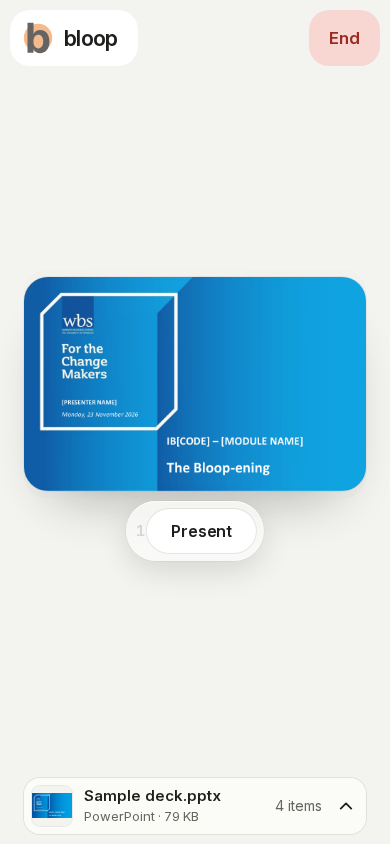 b bloop
End
wbs
For the
Change
Makers
[PRESENTER NAME]
Monday, 23 November 2026
IB[CODE] – [MODULE NAME]
The Bloop-ening
1
Present
Sample deck.pptx
PowerPoint · 79 KB
4 items